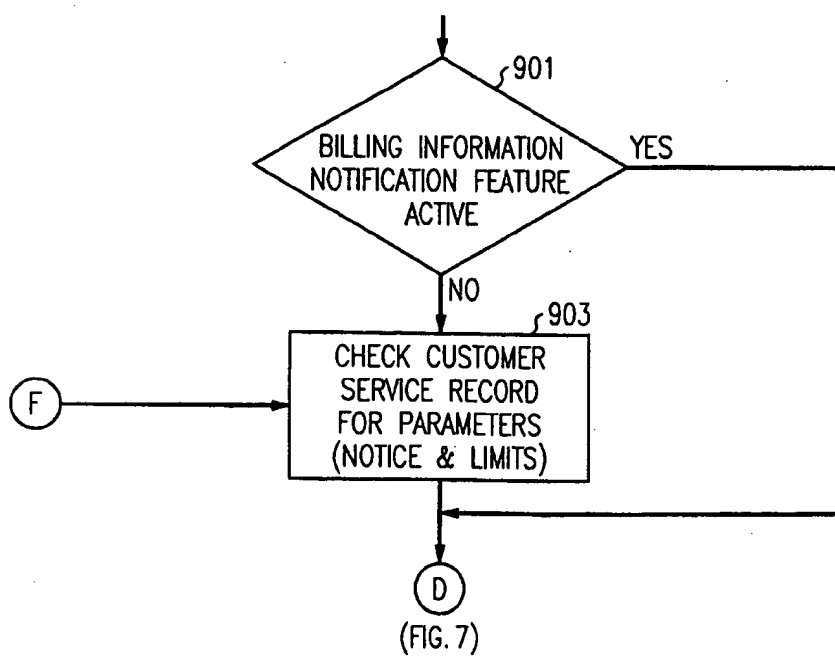 901
BILLING INFORMATION
NOTIFICATION FEATURE
ACTIVE
YES
NO
903
CHECK CUSTOMER
SERVICE RECORD
FOR PARAMETERS
(NOTICE & LIMITS)
F
D
(FIG. 7)